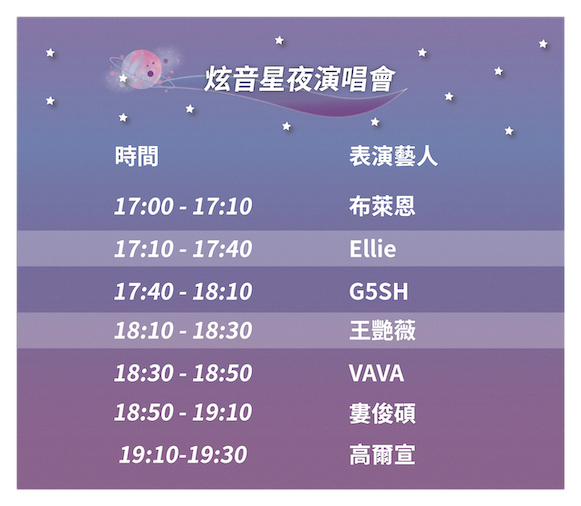 炫音星夜演唱會
時間 表演藝人
17:00 - 17:10 布萊恩
17:10 - 17:40 Ellie
17:40 - 18:10 G5SH
18:10 - 18:30 王艷薇
18:30 - 18:50 VAVA
18:50 - 19:10 婁俊碩
19:10-19:30 高爾宣